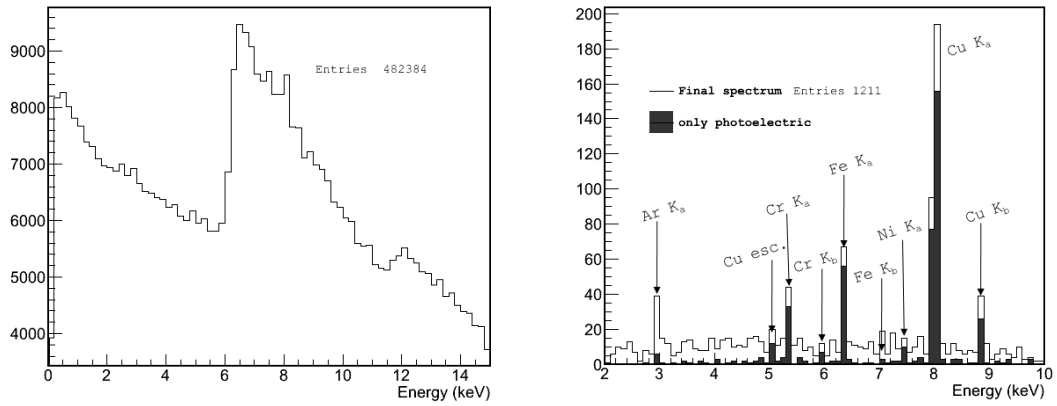 9000
8000
7000
6000
5000
4000
0 2 4 6 8 10 12 14
Energy (keV)
Entries 482384
200
180
160
140
120
100
80
60
40
20
0
2 3 4 5 6 7 8 9 10
Energy (keV)
Final spectrum Entries 1211
only photoelectric
Ar Ka
Cu esc.
Cr Ka
Cr Kb
Fe Ka
Fe Kb
Ni Ka
Cu Ka
Cu Kb